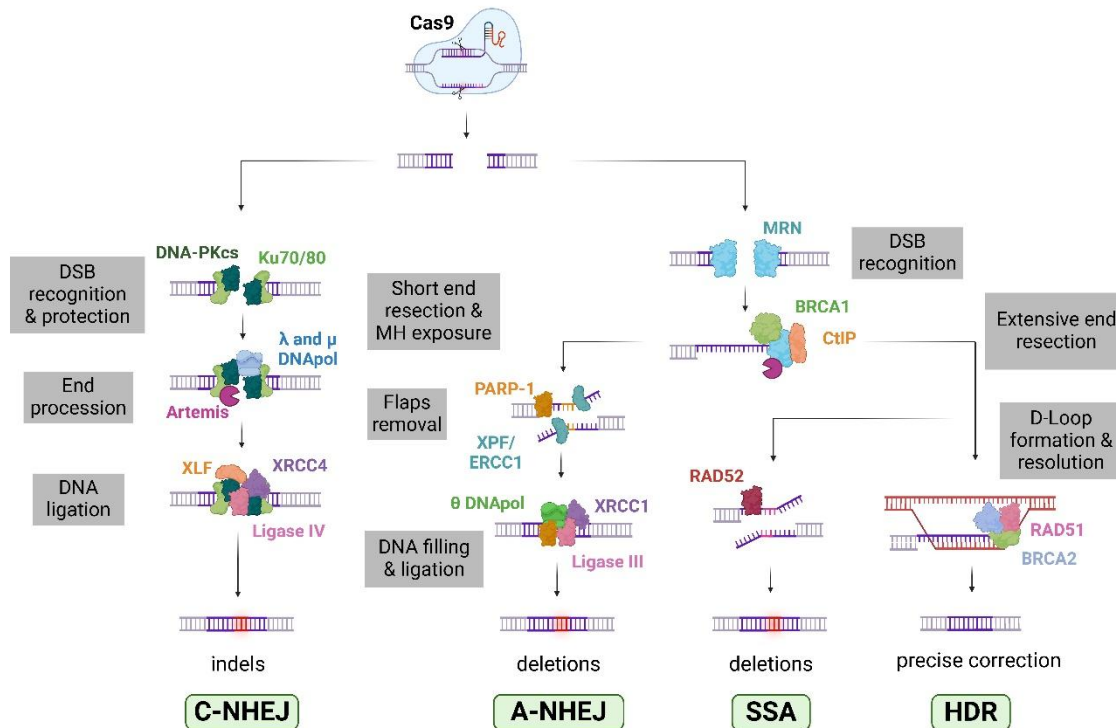 Cas9
DNA-PKcs
Ku70/80
DSB
recognition
& protection
λ and μ
DNApol
End
procession
Artemis
XLF
XRCC4
DNA
ligation
Ligase IV
indels
C-NHEJ
MRN
DSB
recognition
BRCA1
CtIP
Short end
resection &
MH exposure
PARP-1
Flaps
removal
XPF/
ERCC1
θ DNApol
XRCC1
DNA filling
& ligation
Ligase III
deletions
A-NHEJ
Extensive end
resection
RAD52
deletions
SSA
D-Loop
formation &
resolution
RAD51
BRCA2
precise correction
HDR